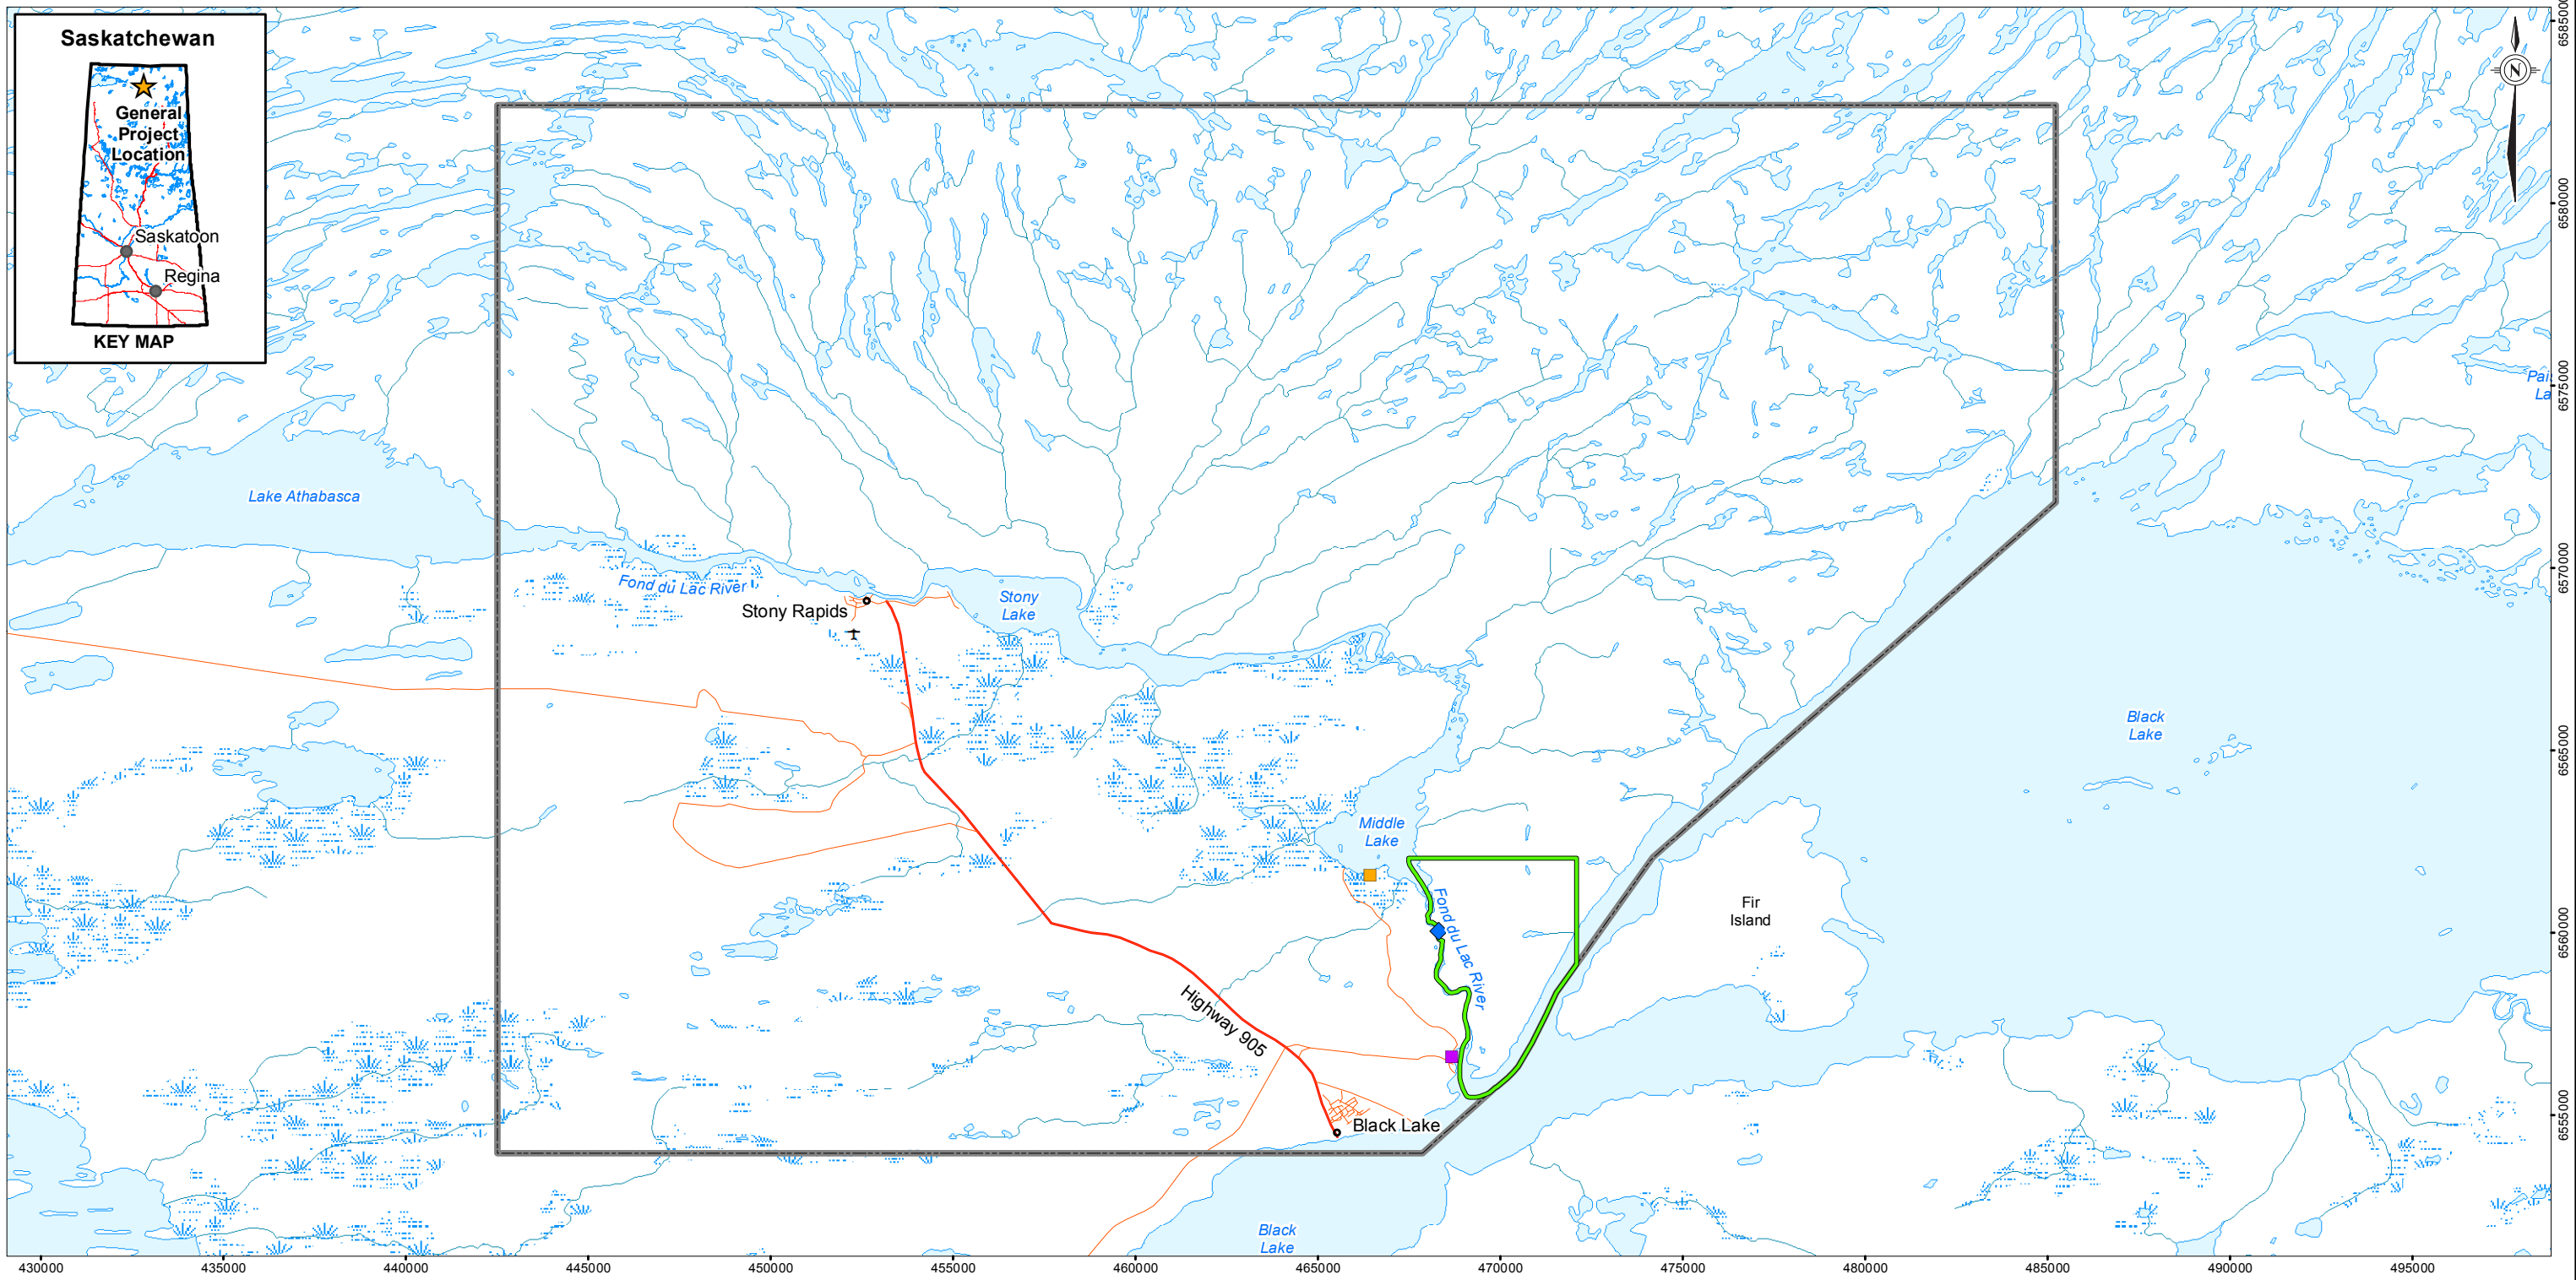 Saskatchewan
General
Project
Location
Saskatoon
Regina
KEY MAP
N
Lake Athabasca
Fond du Lac River
Stony Rapids
Stony
Lake
Black
Lake
Middle
Lake
Fond du Lac River
Fir
Island
Highway 905
Black Lake
Black
Lake
430000
435000
440000
445000
450000
455000
460000
465000
470000
475000
480000
485000
490000
495000
6585000
6580000
6575000
6570000
6565000
6560000
6555000